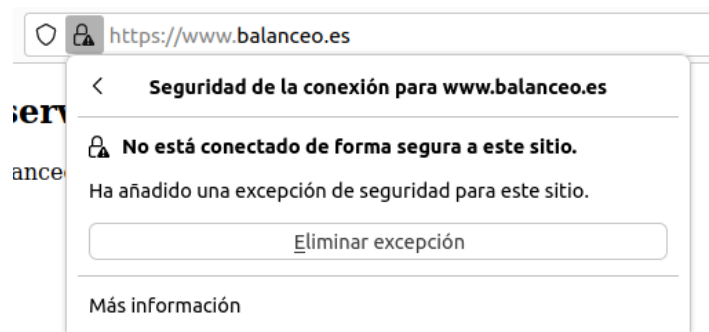 https://www.balanceo.es
Seguridad de la conexión para www.balanceo.es
No está conectado de forma segura a este sitio.
Ha añadido una excepción de seguridad para este sitio.
Eliminar excepción
Más información